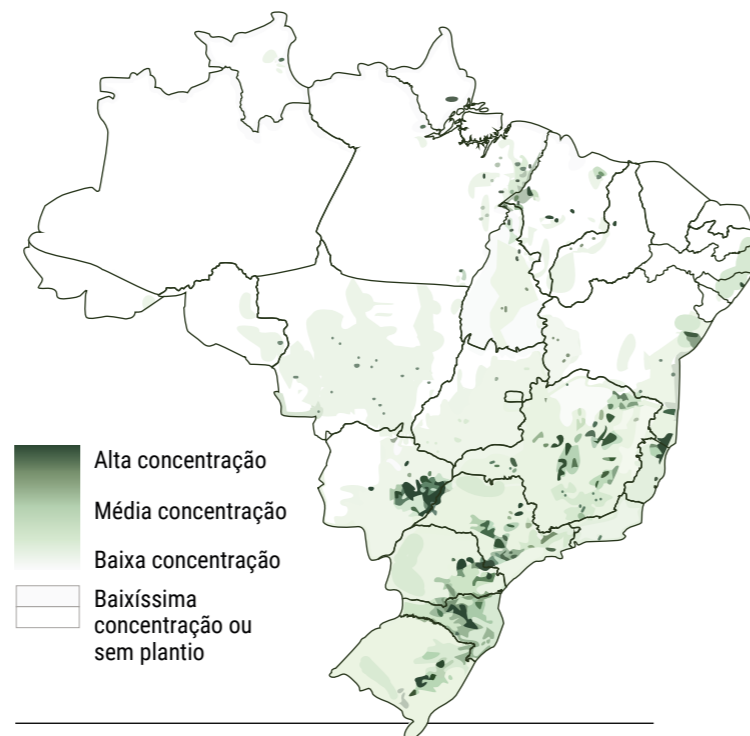 Alta concentração
Média concentração
Baixa concentração
Baixíssima
concentração ou
sem plantio